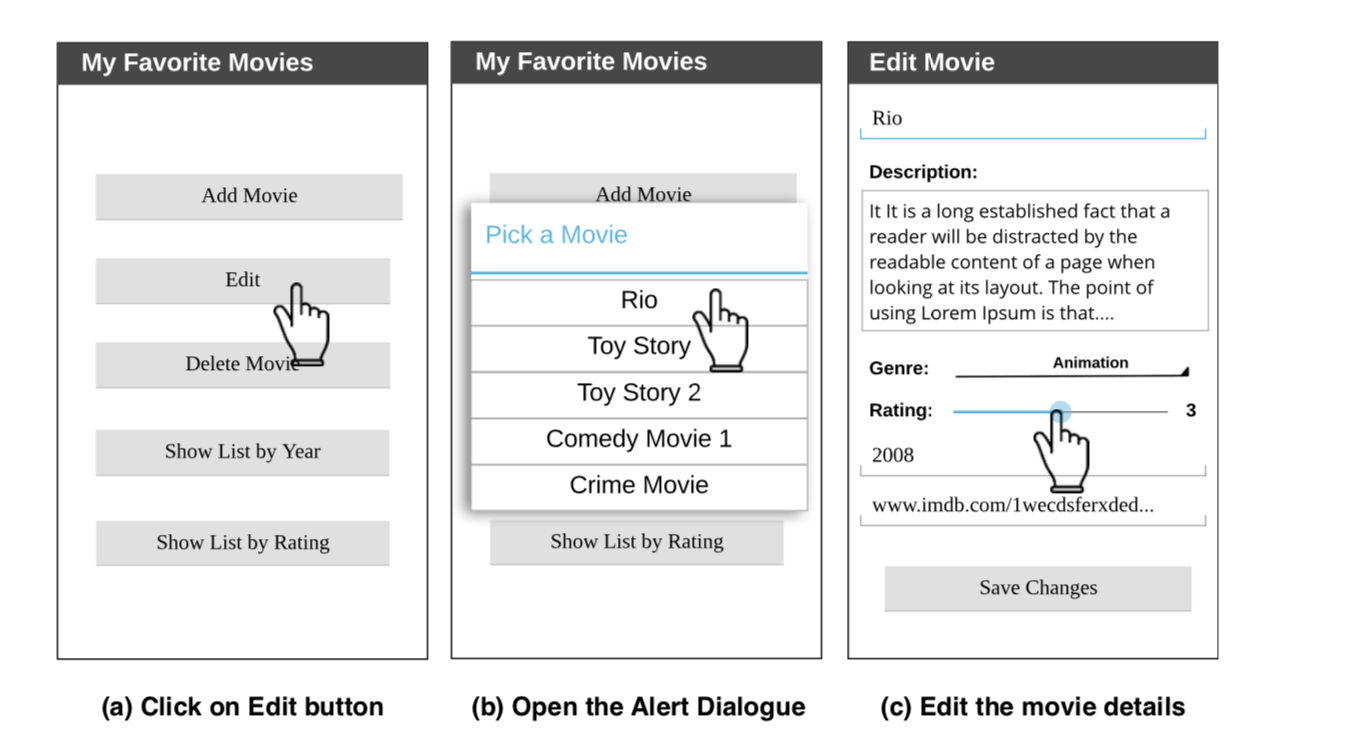 My Favorite Movies
Add Movie
Edit
Delete Movie
Show List by Year
Show List by Rating
(a) Click on Edit button
My Favorite Movies
Add Movie
Pick a Movie
Rio
Toy Story
Toy Story 2
Comedy Movie 1
Crime Movie
Show List by Rating
(b) Open the Alert Dialogue
Edit Movie
Rio
Description:
It It is a long established fact that a
reader will be distracted by the
readable content of a page when
looking at its layout. The point of
using Lorem Ipsum is that....
Genre: Animation
Rating: 3
2008
www.imdb.com/1wecdsferxded...
Save Changes
(c) Edit the movie details